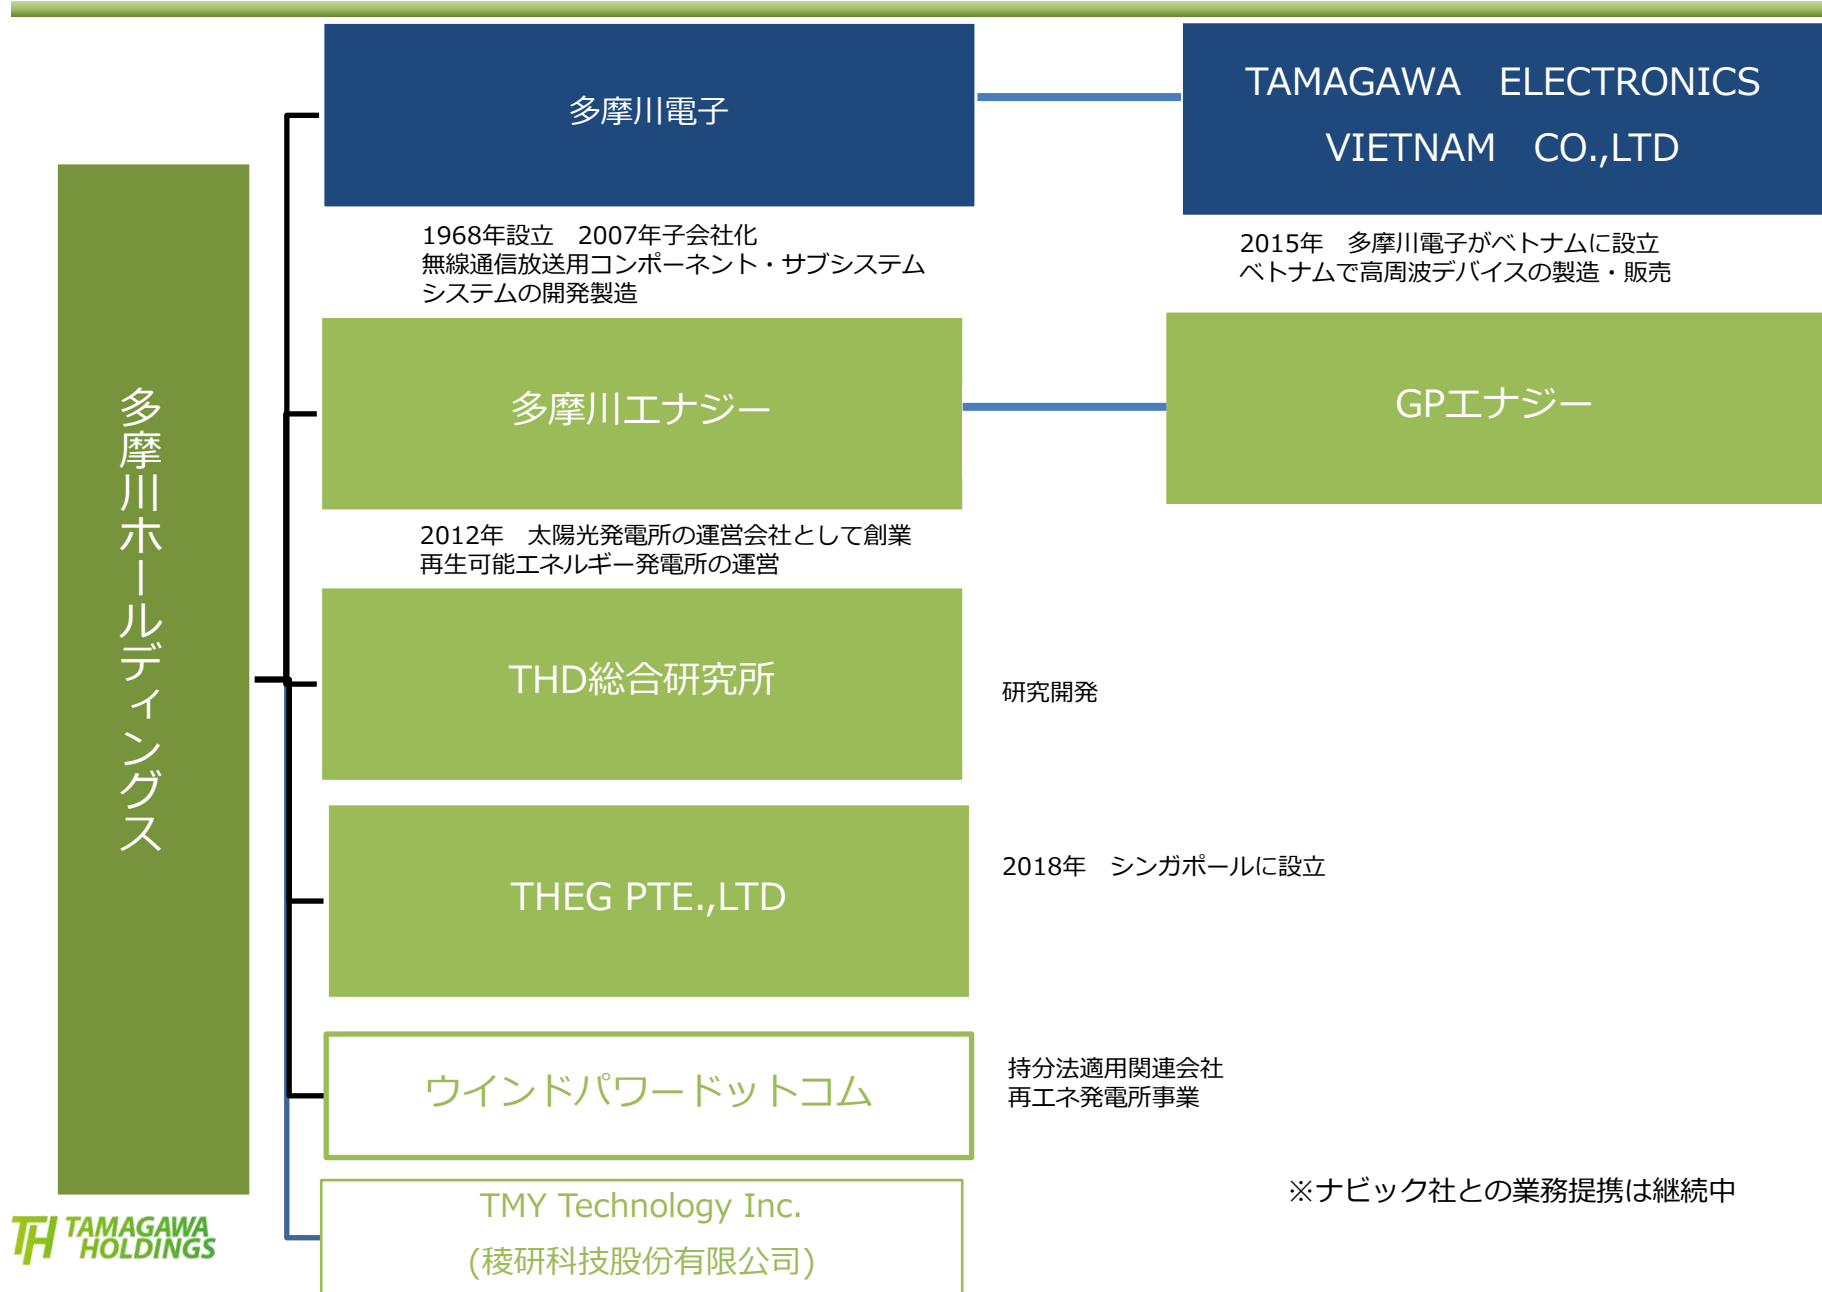 多摩川ホールディングス
多摩川電子
TAMAGAWA　ELECTRONICS
VIETNAM　CO.,LTD
1968年設立　2007年子会社化
無線通信放送用コンポーネント・サブシステム
システムの開発製造
2015年　多摩川電子がベトナムに設立
ベトナムで高周波デバイスの製造・販売
多摩川エナジー
GPエナジー
2012年　太陽光発電所の運営会社として創業
再生可能エネルギー発電所の運営
THD総合研究所
研究開発
THEG PTE.,LTD
2018年　シンガポールに設立
ウインドパワードットコム
持分法適用関連会社
再エネ発電所事業
TMY Technology Inc.
(稜研科技股份有限公司)
※ナビック社との業務提携は継続中
TH TAMAGAWA
HOLDINGS